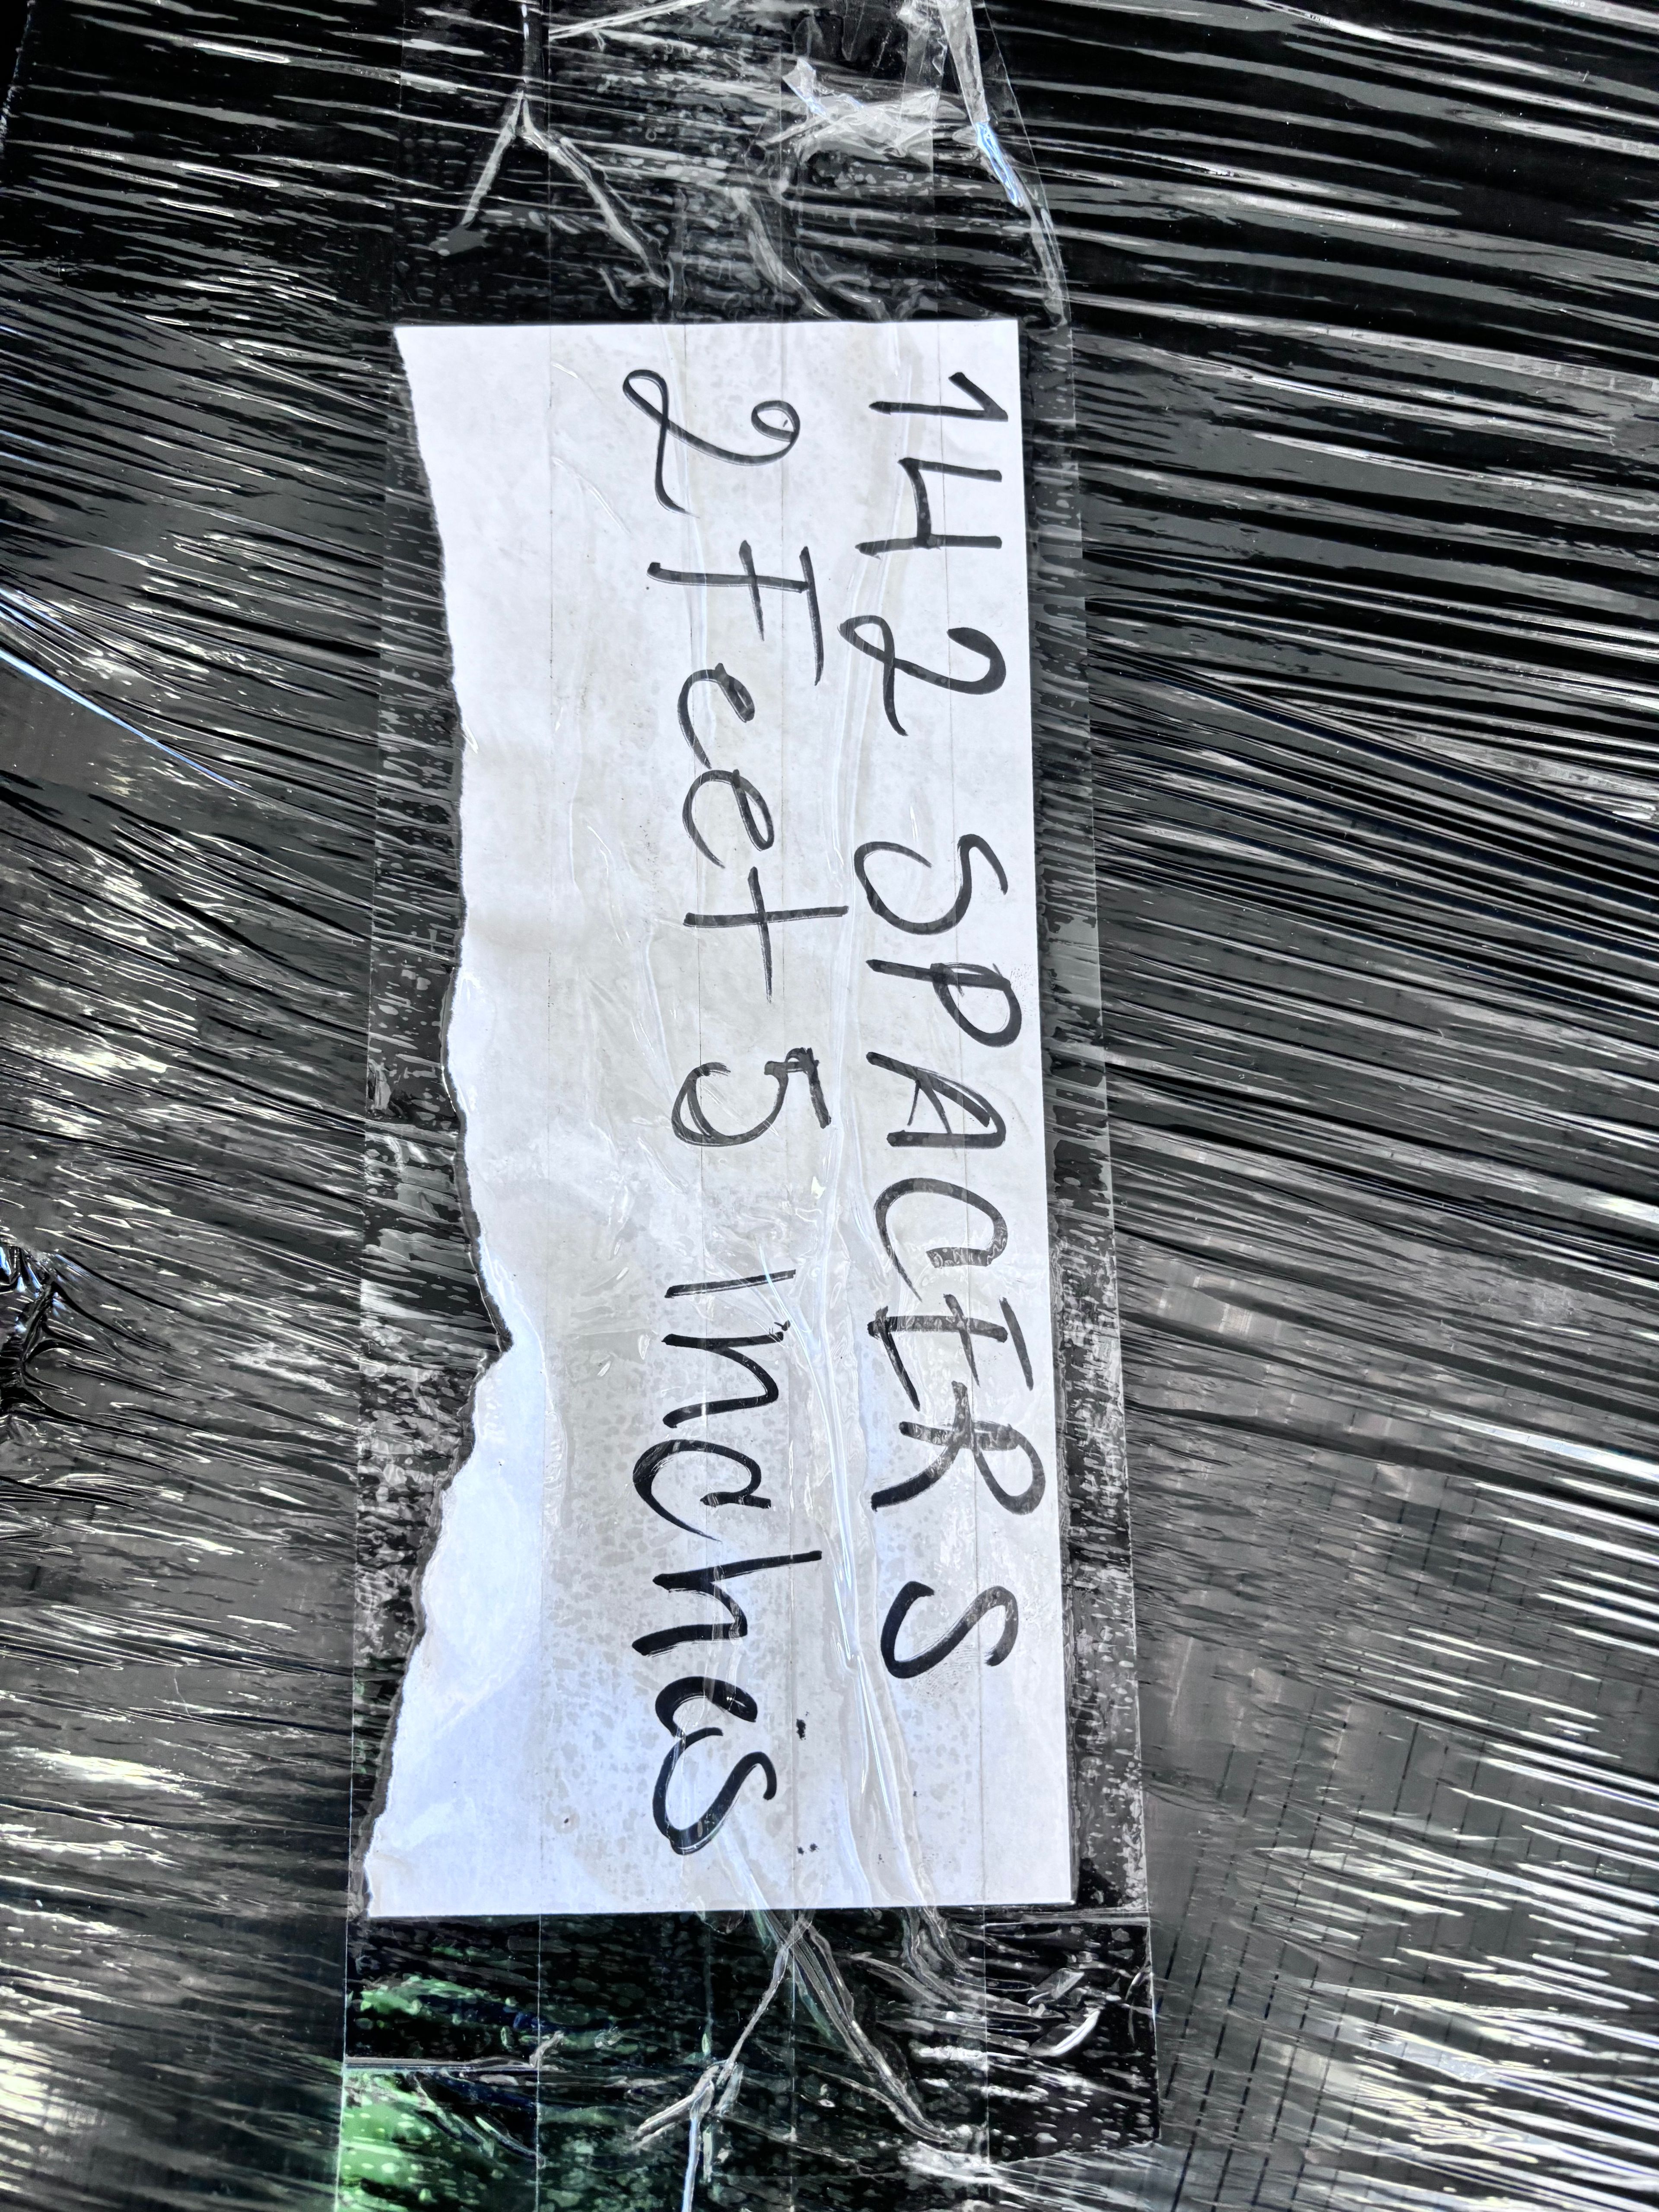 142 SPACERS
2 Feet 5 Inches